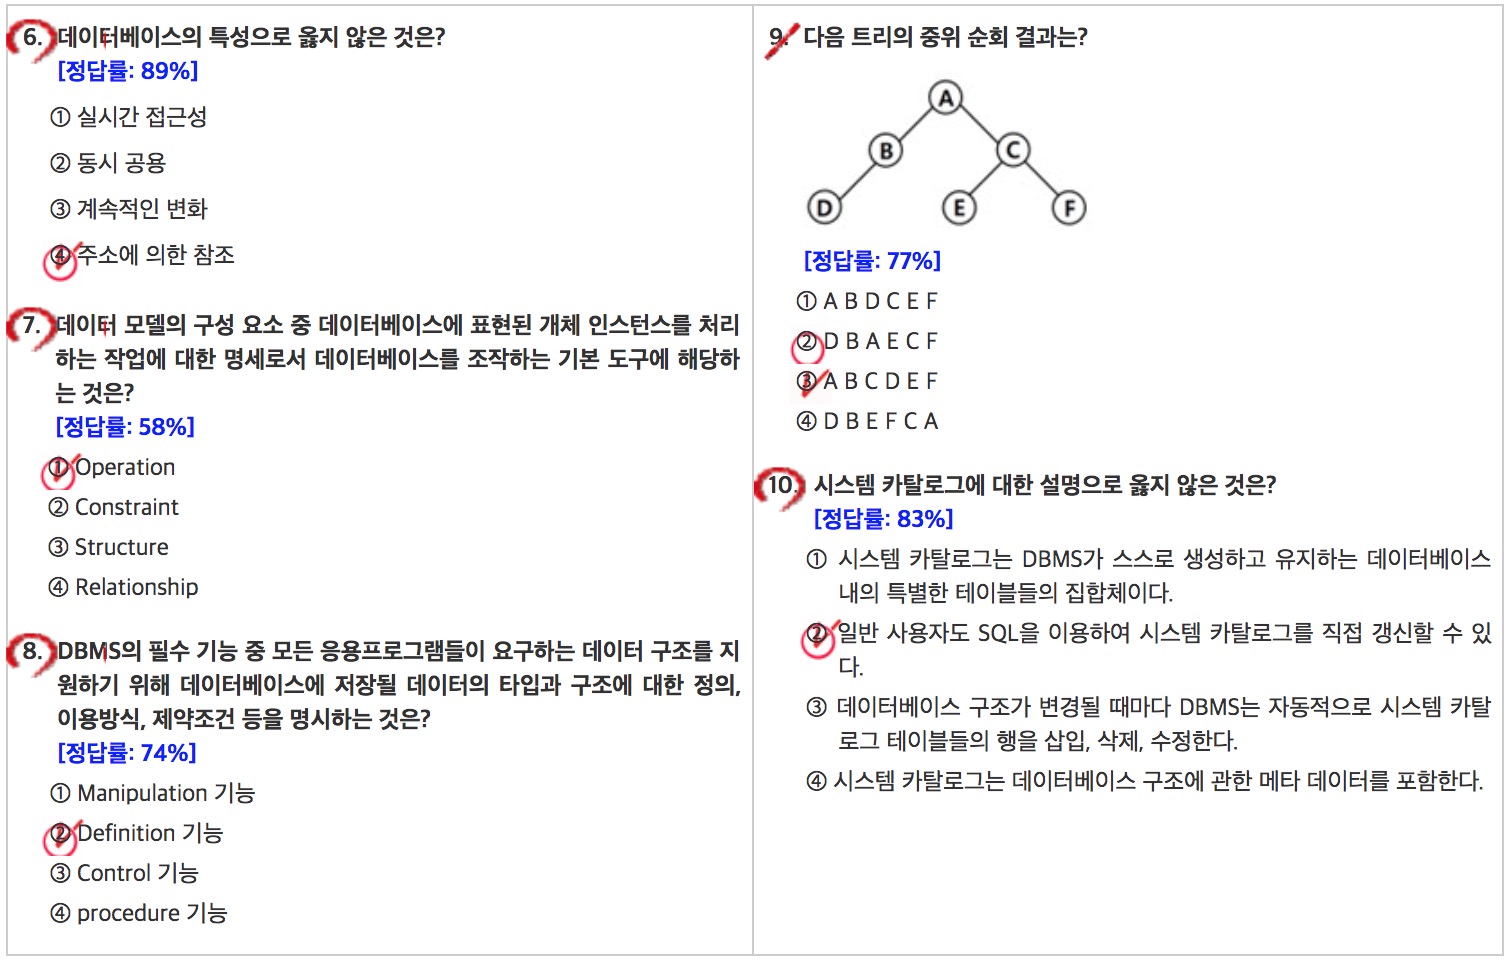 6. 데이터베이스의 특성으로 옳지 않은 것은?
[정답률: 89%]
① 실시간 접근성
② 동시 공용
③ 계속적인 변화
④ 주소에 의한 참조
7. 데이터 모델의 구성 요소 중 데이터베이스에 표현된 개체 인스턴스를 처리
하는 작업에 대한 명세로서 데이터베이스를 조작하는 기본 도구에 해당하
는 것은?
[정답률: 58%]
① Operation
② Constraint
③ Structure
④ Relationship
8. DBMS의 필수 기능 중 모든 응용프로그램들이 요구하는 데이터 구조를 지
원하기 위해 데이터베이스에 저장될 데이터의 타입과 구조에 대한 정의,
이용방식, 제약조건 등을 명시하는 것은?
[정답률: 74%]
① Manipulation 기능
② Definition 기능
③ Control 기능
④ procedure 기능
9. 다음 트리의 중위 순회 결과는?
A
B C
D E F
[정답률: 77%]
① A B D C E F
② D B A E C F
③ A B C D E F
④ D B E F C A
10. 시스템 카탈로그에 대한 설명으로 옳지 않은 것은?
[정답률: 83%]
① 시스템 카탈로그는 DBMS가 스스로 생성하고 유지하는 데이터베이스
내의 특별한 테이블들의 집합체이다.
② 일반 사용자도 SQL을 이용하여 시스템 카탈로그를 직접 갱신할 수 있
다.
③ 데이터베이스 구조가 변경될 때마다 DBMS는 자동적으로 시스템 카탈
로그 테이블들의 행을 삽입, 삭제, 수정한다.
④ 시스템 카탈로그는 데이터베이스 구조에 관한 메타 데이터를 포함한다.